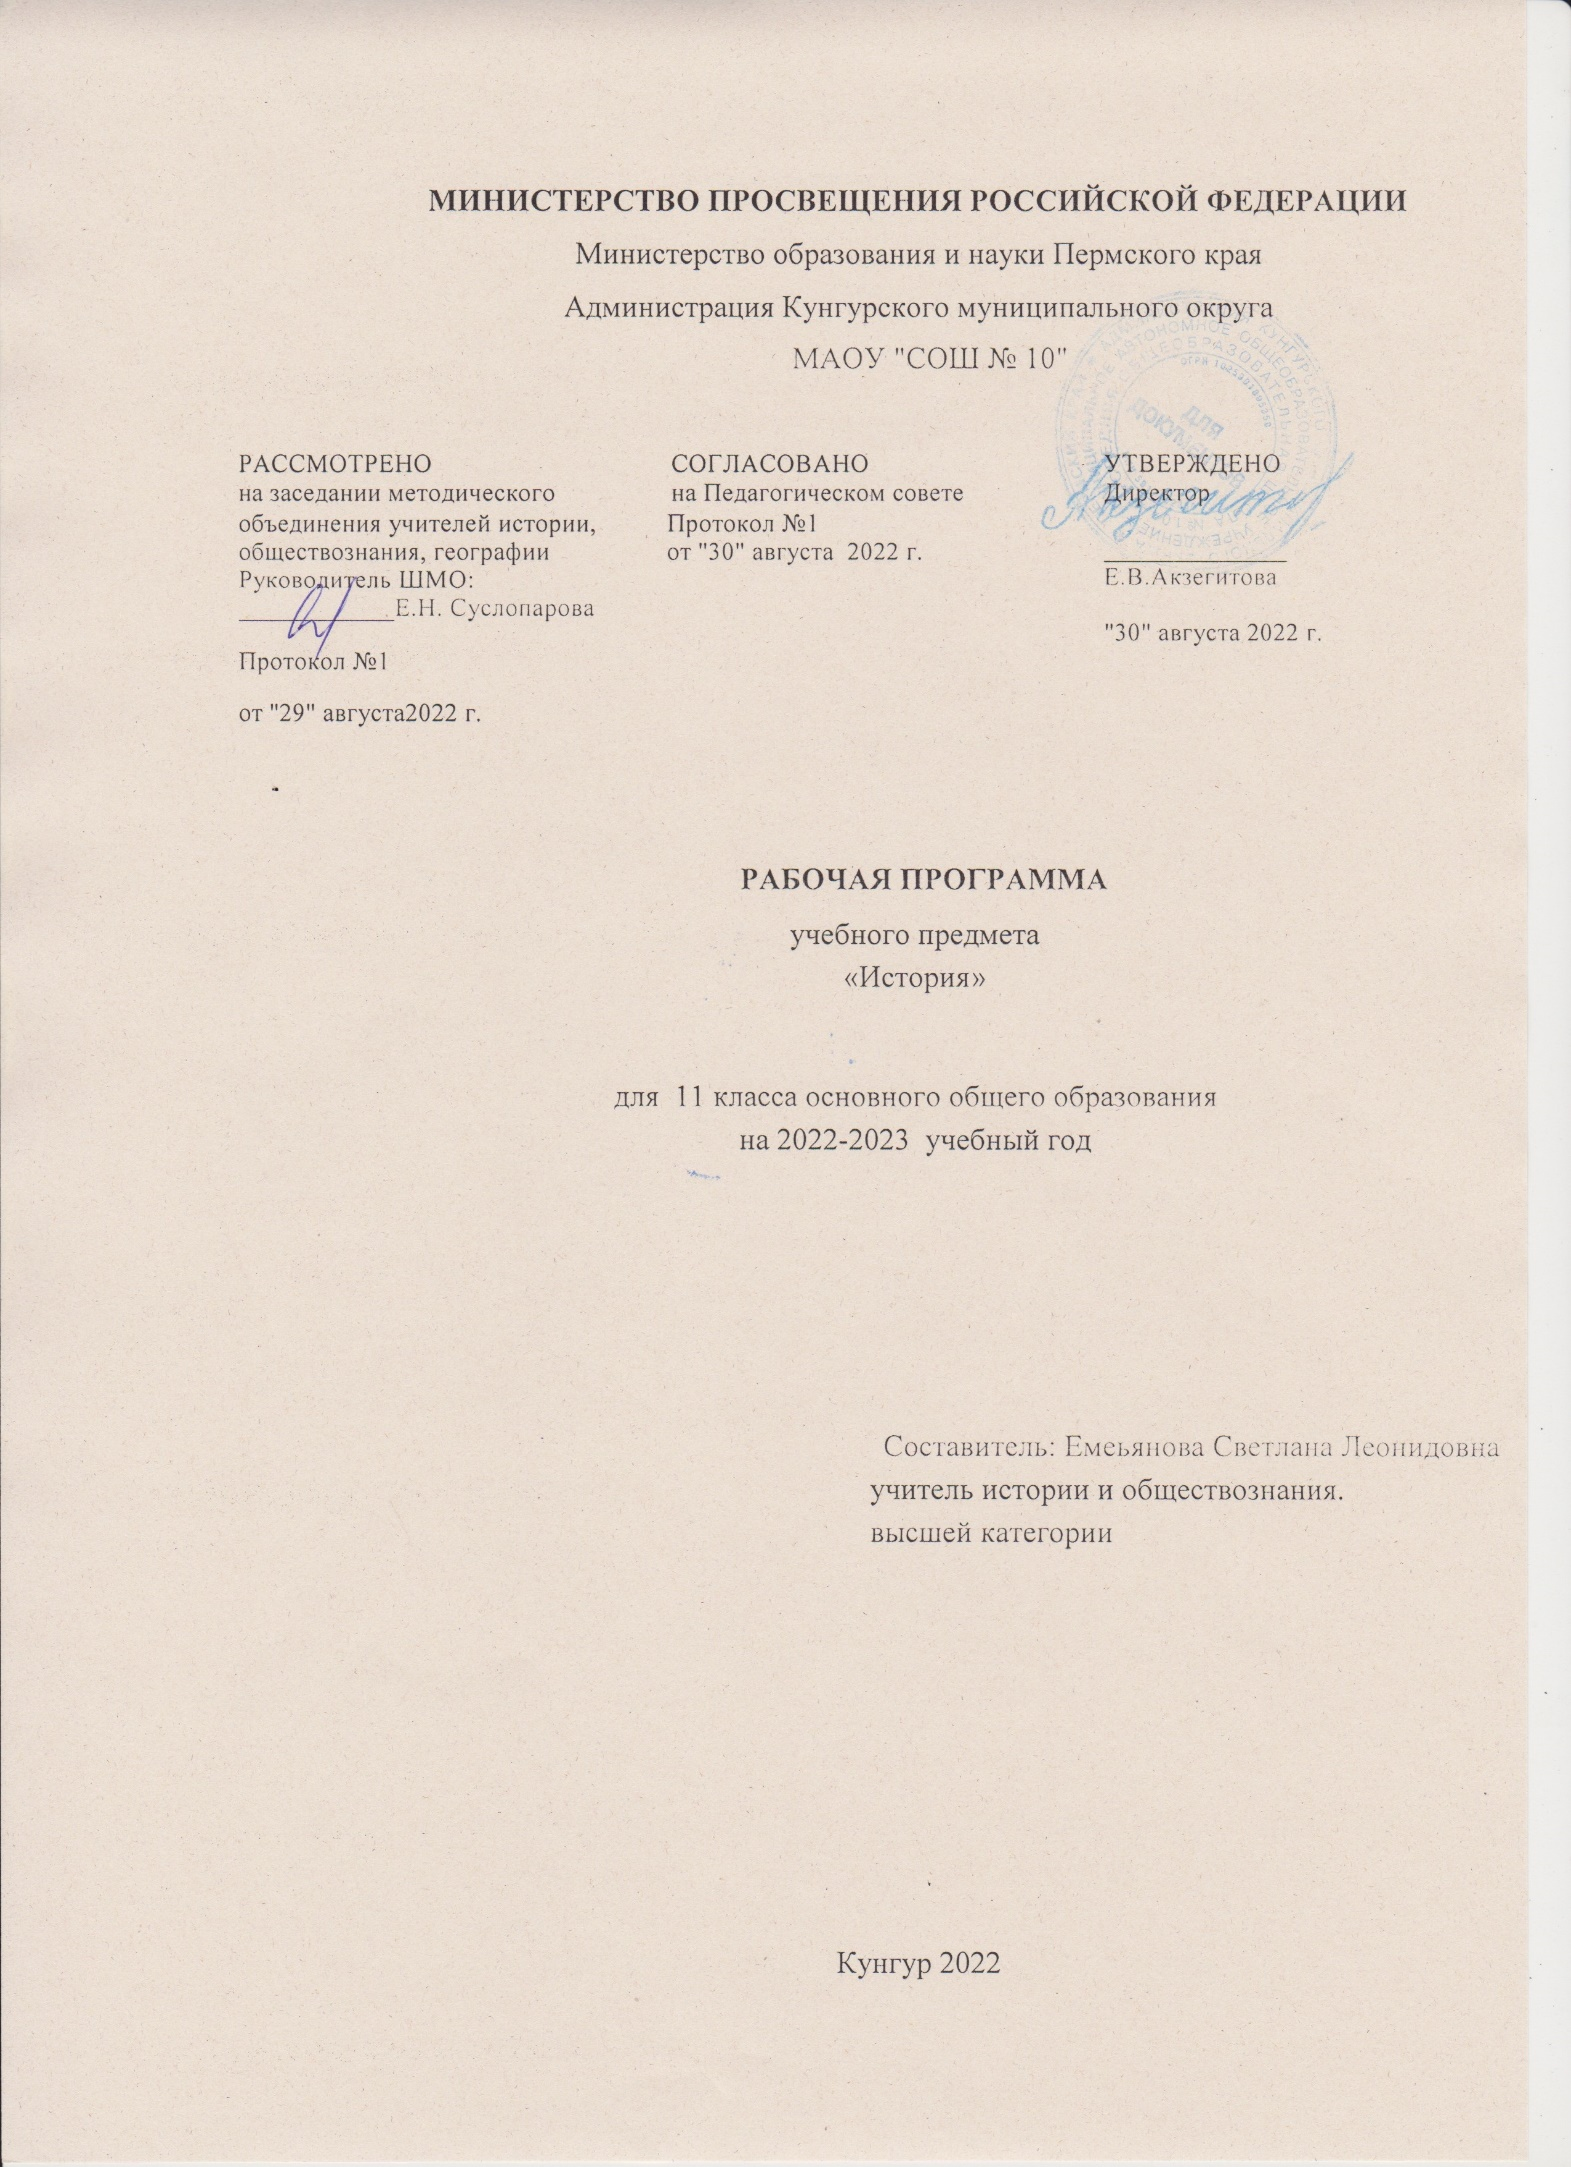 МИНИСТЕРСТВО ПРОСВЕЩЕНИЯ РОССИЙСКОЙ ФЕДЕРАЦИИ
Министерство образования и науки Пермского края
Администрация Кунгурского муниципального округа
МАОУ "СОШ № 10"
РАССМОТРЕНО
на заседании методического
объединения учителей истории,
обществознания, географии
Руководитель ШМО:
____________Е.Н. Суслопарова
Протокол №1
от "29" августа2022 г.
СОГЛАСОВАНО
на Педагогическом совете
Протокол №1
от "30" августа 2022 г.
УТВЕРЖДЕНО
Директор
______________
Е.В.Акзегитова
"30" августа 2022 г.
ДЛЯ
РАБОЧАЯ ПРОГРАММА
учебного предмета
«История»
для 11 класса основного общего образования
на 2022-2023 учебный год
Составитель: Емеьянова Светлана Леонидовна
учитель истории и обществознания.
высшей категории
Кунгур 2022